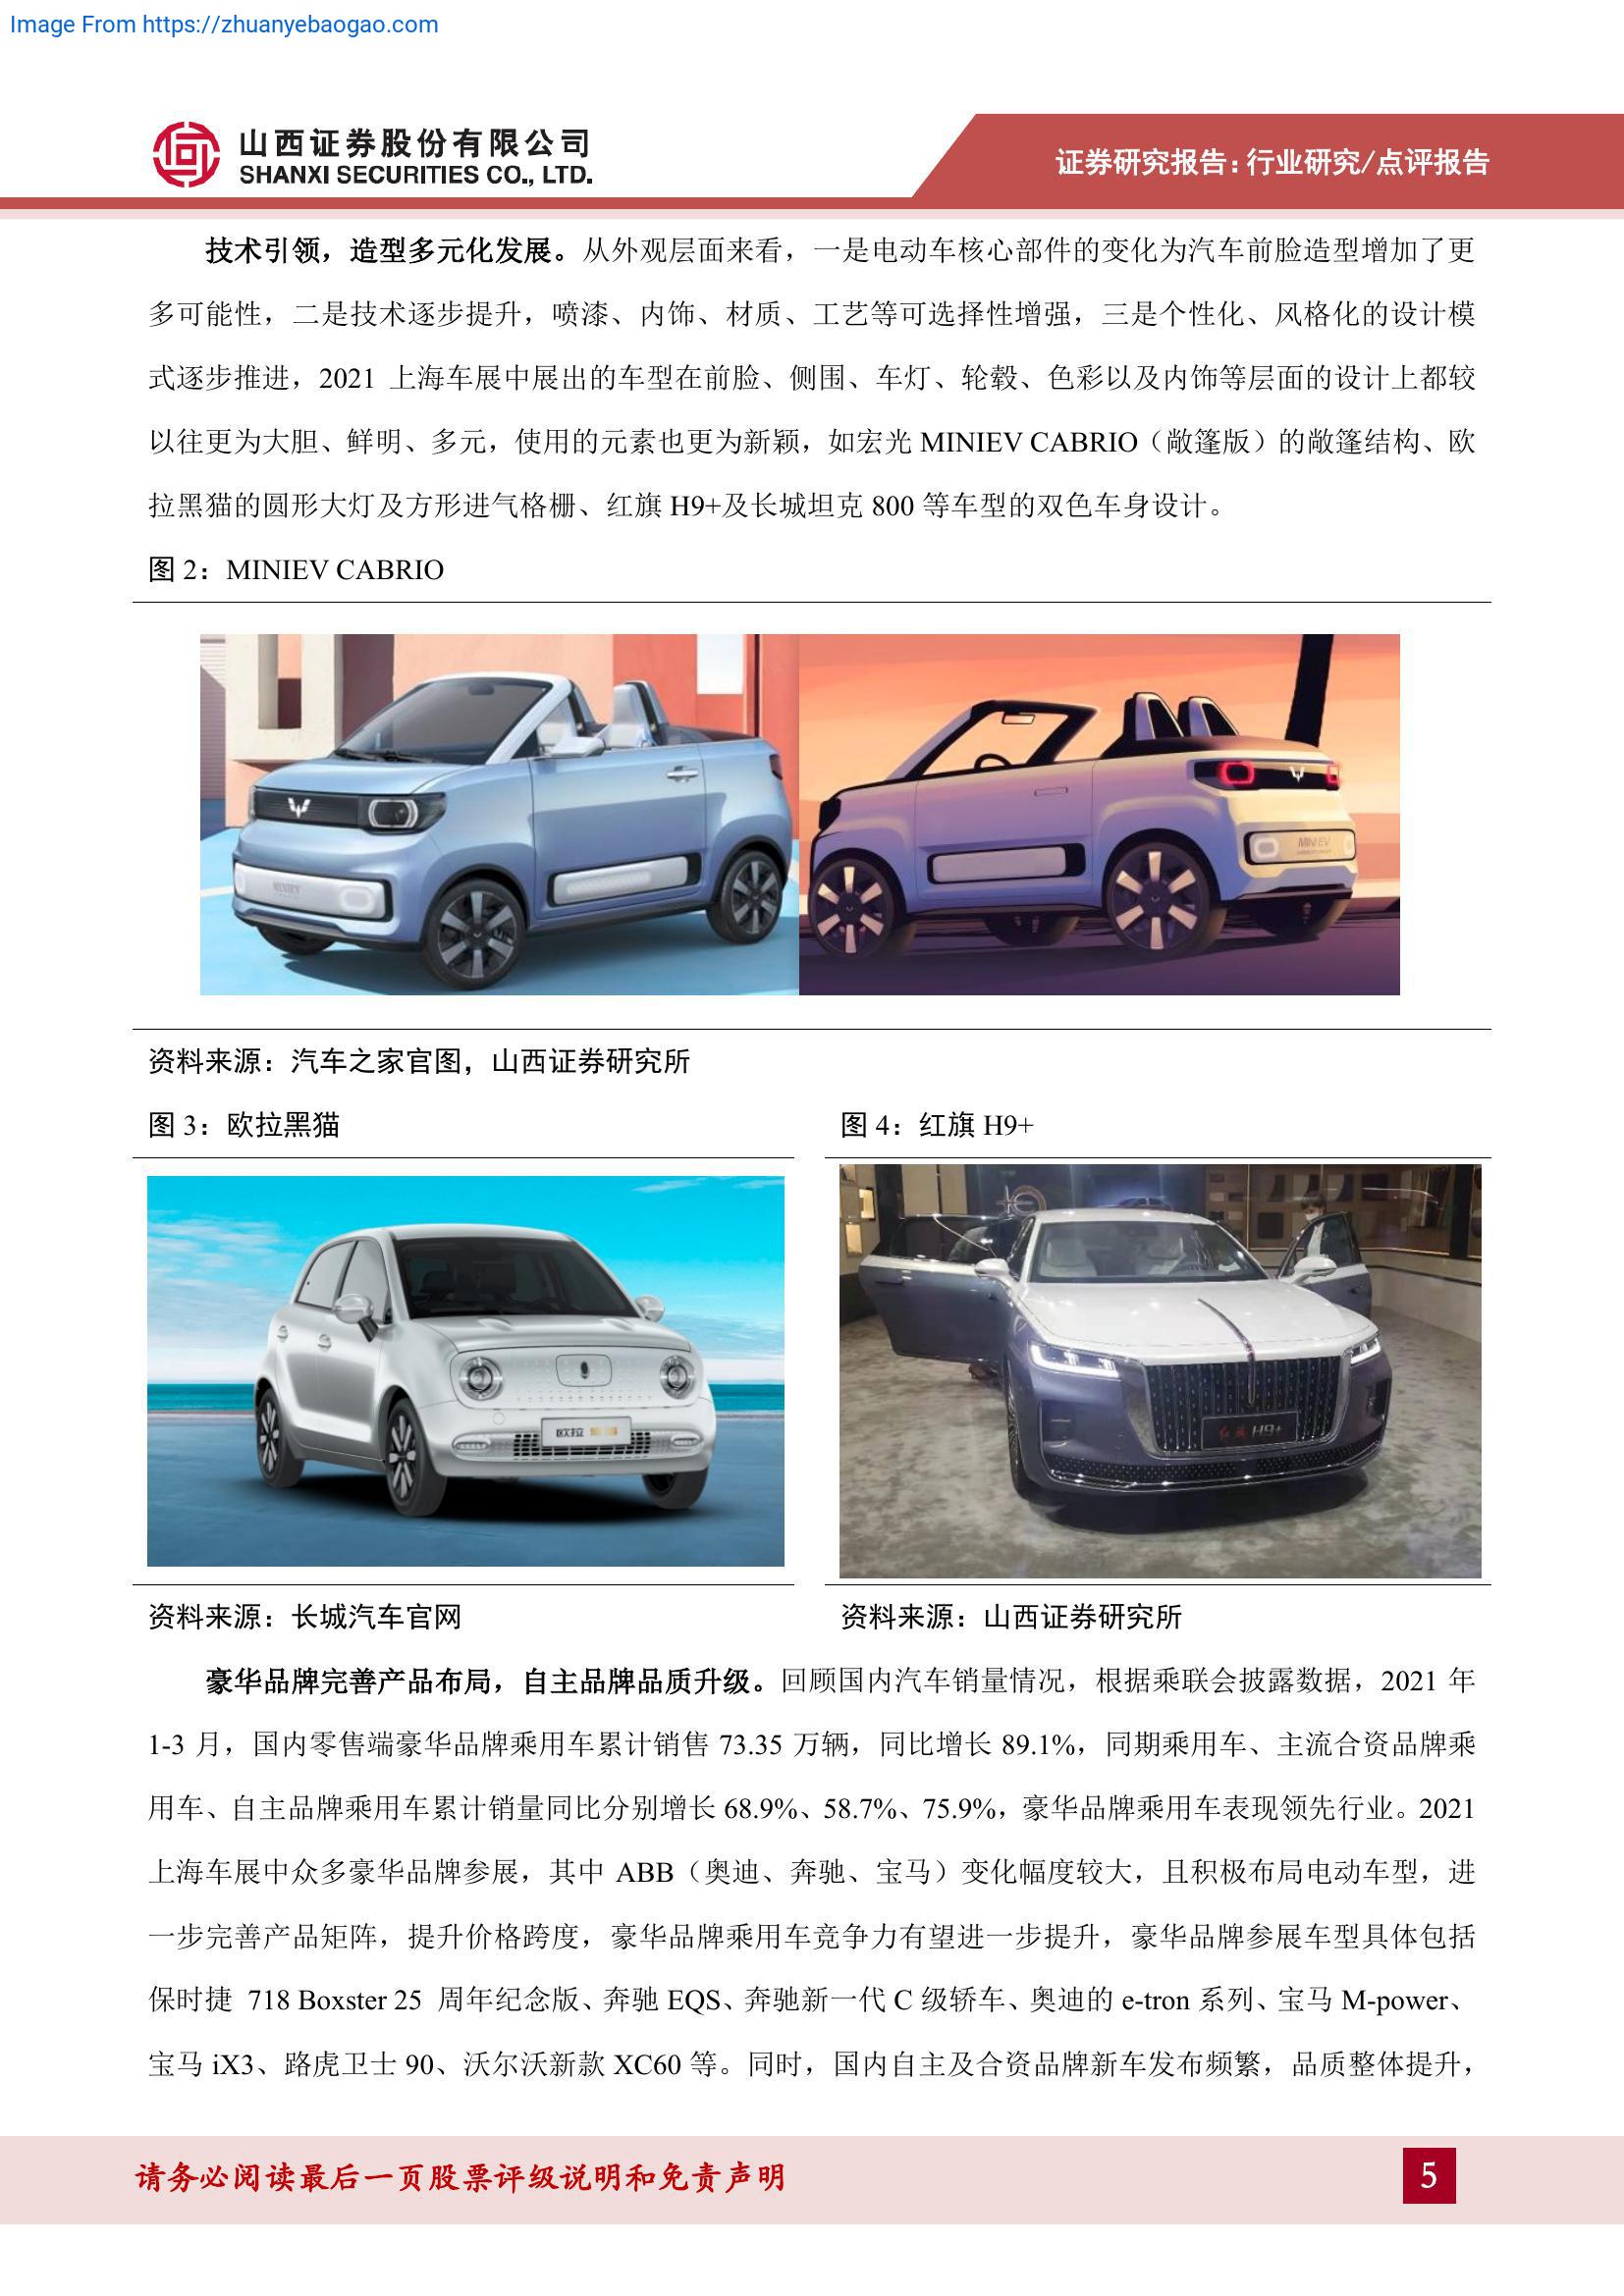 Image From https://zhuanyebaogao.com
山西证券股份有限公司
SHANXI SECURITIES CO., LTD.
证券研究报告：行业研究/点评报告
技术引领，造型多元化发展。从外观层面来看，一是电动车核心部件的变化为汽车前脸造型增加了更
多可能性，二是技术逐步提升，喷漆、内饰、材质、工艺等可选择性增强，三是个性化、风格化的设计模
式逐步推进，2021 上海车展中展出的车型在前脸、侧围、车灯、轮毂、色彩以及内饰等层面的设计上都较
以往更为大胆、鲜明、多元，使用的元素也更为新颖，如宏光 MINIEV CABRIO（敞篷版）的敞篷结构、欧
拉黑猫的圆形大灯及方形进气格栅、红旗 H9+及长城坦克 800 等车型的双色车身设计。
图 2：MINIEV CABRIO
MINIEV
MINI EV
资料来源：汽车之家官图，山西证券研究所
图 3：欧拉黑猫
图 4：红旗 H9+
欧拉
红旗 H9+
资料来源：长城汽车官网
资料来源：山西证券研究所
豪华品牌完善产品布局，自主品牌品质升级。回顾国内汽车销量情况，根据乘联会披露数据，2021 年
1-3 月，国内零售端豪华品牌乘用车累计销售 73.35 万辆，同比增长 89.1%，同期乘用车、主流合资品牌乘
用车、自主品牌乘用车累计销量同比分别增长 68.9%、58.7%、75.9%，豪华品牌乘用车表现领先行业。2021
上海车展中众多豪华品牌参展，其中 ABB（奥迪、奔驰、宝马）变化幅度较大，且积极布局电动车型，进
一步完善产品矩阵，提升价格跨度，豪华品牌乘用车竞争力有望进一步提升，豪华品牌参展车型具体包括
保时捷 718 Boxster 25 周年纪念版、奔驰 EQS、奔驰新一代 C 级轿车、奥迪的 e-tron 系列、宝马 M-power、
宝马 iX3、路虎卫士 90、沃尔沃新款 XC60 等。同时，国内自主及合资品牌新车发布频繁，品质整体提升，
请务必阅读最后一页股票评级说明和免责声明
5